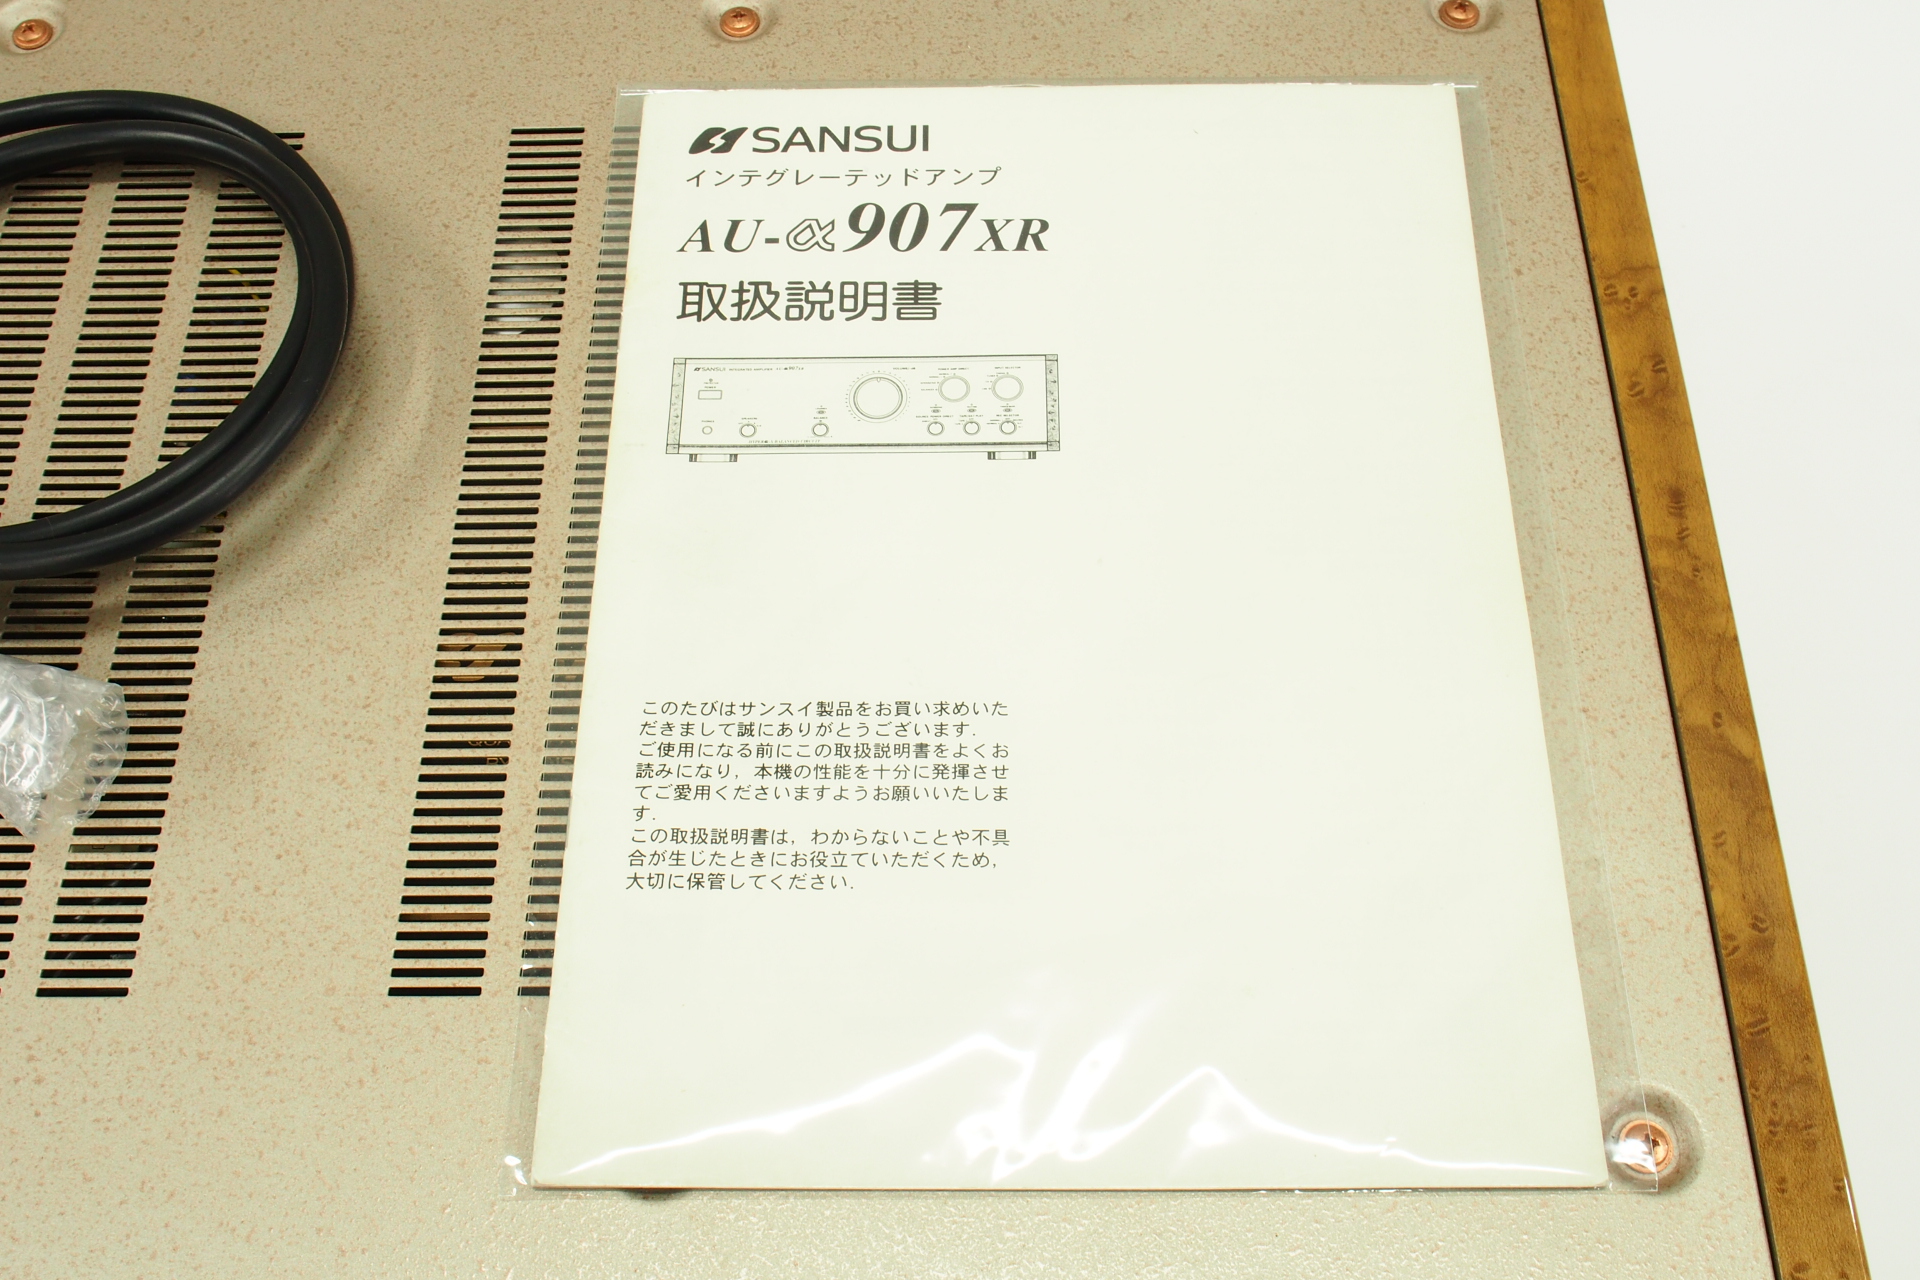 SANSUI
インテグレーテッドアンプ
AU-α907XR
取扱説明書
SANSUI INTEGRATED AMPLIFIER AU-α907XR
このたびはサンスイ製品をお買い求めいた
だきまして誠にありがとうございます.
ご使用になる前にこの取扱説明書をよくお
読みになり, 本機の性能を十分に発揮させ
てご愛用くださいますようお願いいたしま
す.
この取扱説明書は, わからないことや不具
合が生じたときにお役立ていただくため,
大切に保管してください.